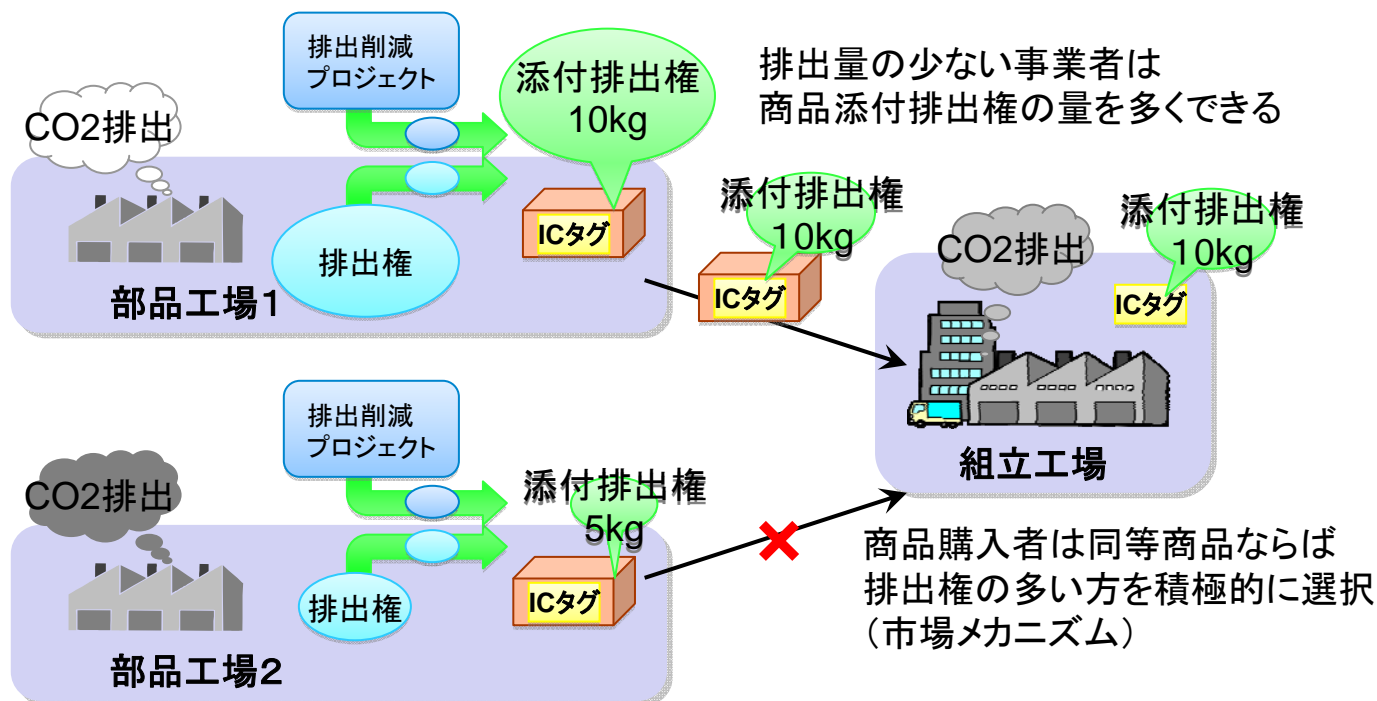 排出削減
プロジェクト
添付排出権
10kg
排出量の少ない事業者は
商品添付排出権の量を多くできる
CO2排出
排出権
ICタグ
部品工場1
添付排出権
10kg
ICタグ
CO2排出
添付排出権
10kg
ICタグ
組立工場
排出削減
プロジェクト
CO2排出
添付排出権
5kg
排出権
ICタグ
部品工場2
商品購入者は同等商品ならば
排出権の多い方を積極的に選択
(市場メカニズム)